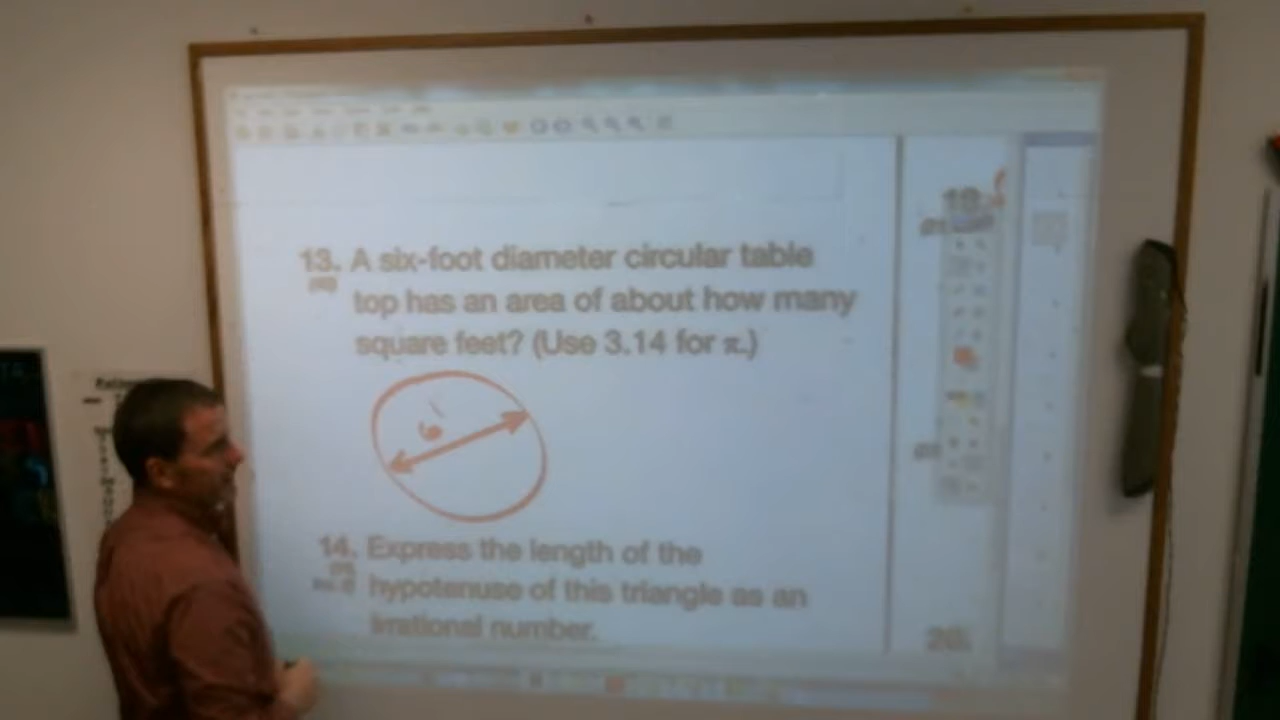 13. A six-foot diameter circular table
top has an area of about how many
square feet? (Use 3.14 for π.)
6'
14. Express the length of the
hypotenuse of this triangle as an
irrational number.